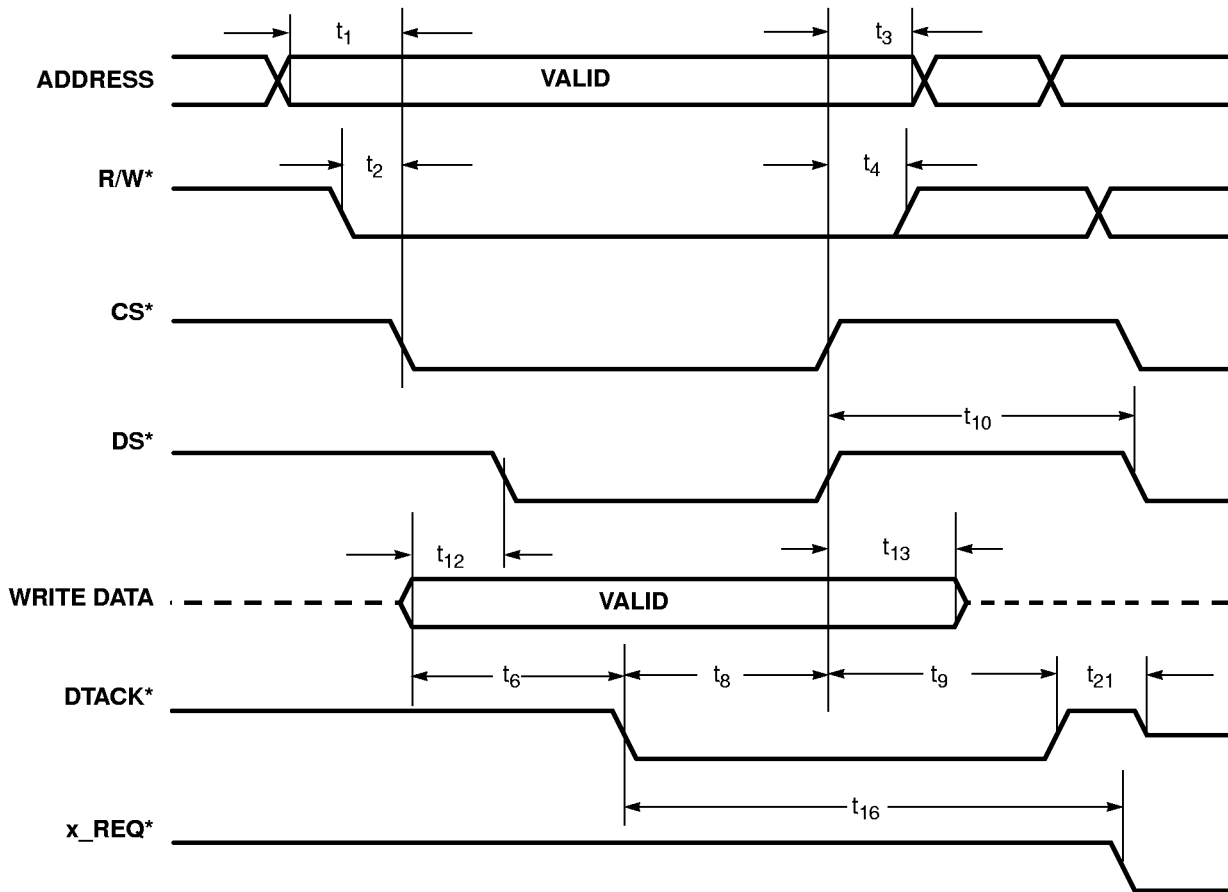 t1 t3
ADDRESS VALID
t2 t4
R/W*
CS*
t10
DS*
t12 t13
WRITE DATA VALID
t6 t8 t9 t21
DTACK*
t16
x_REQ*